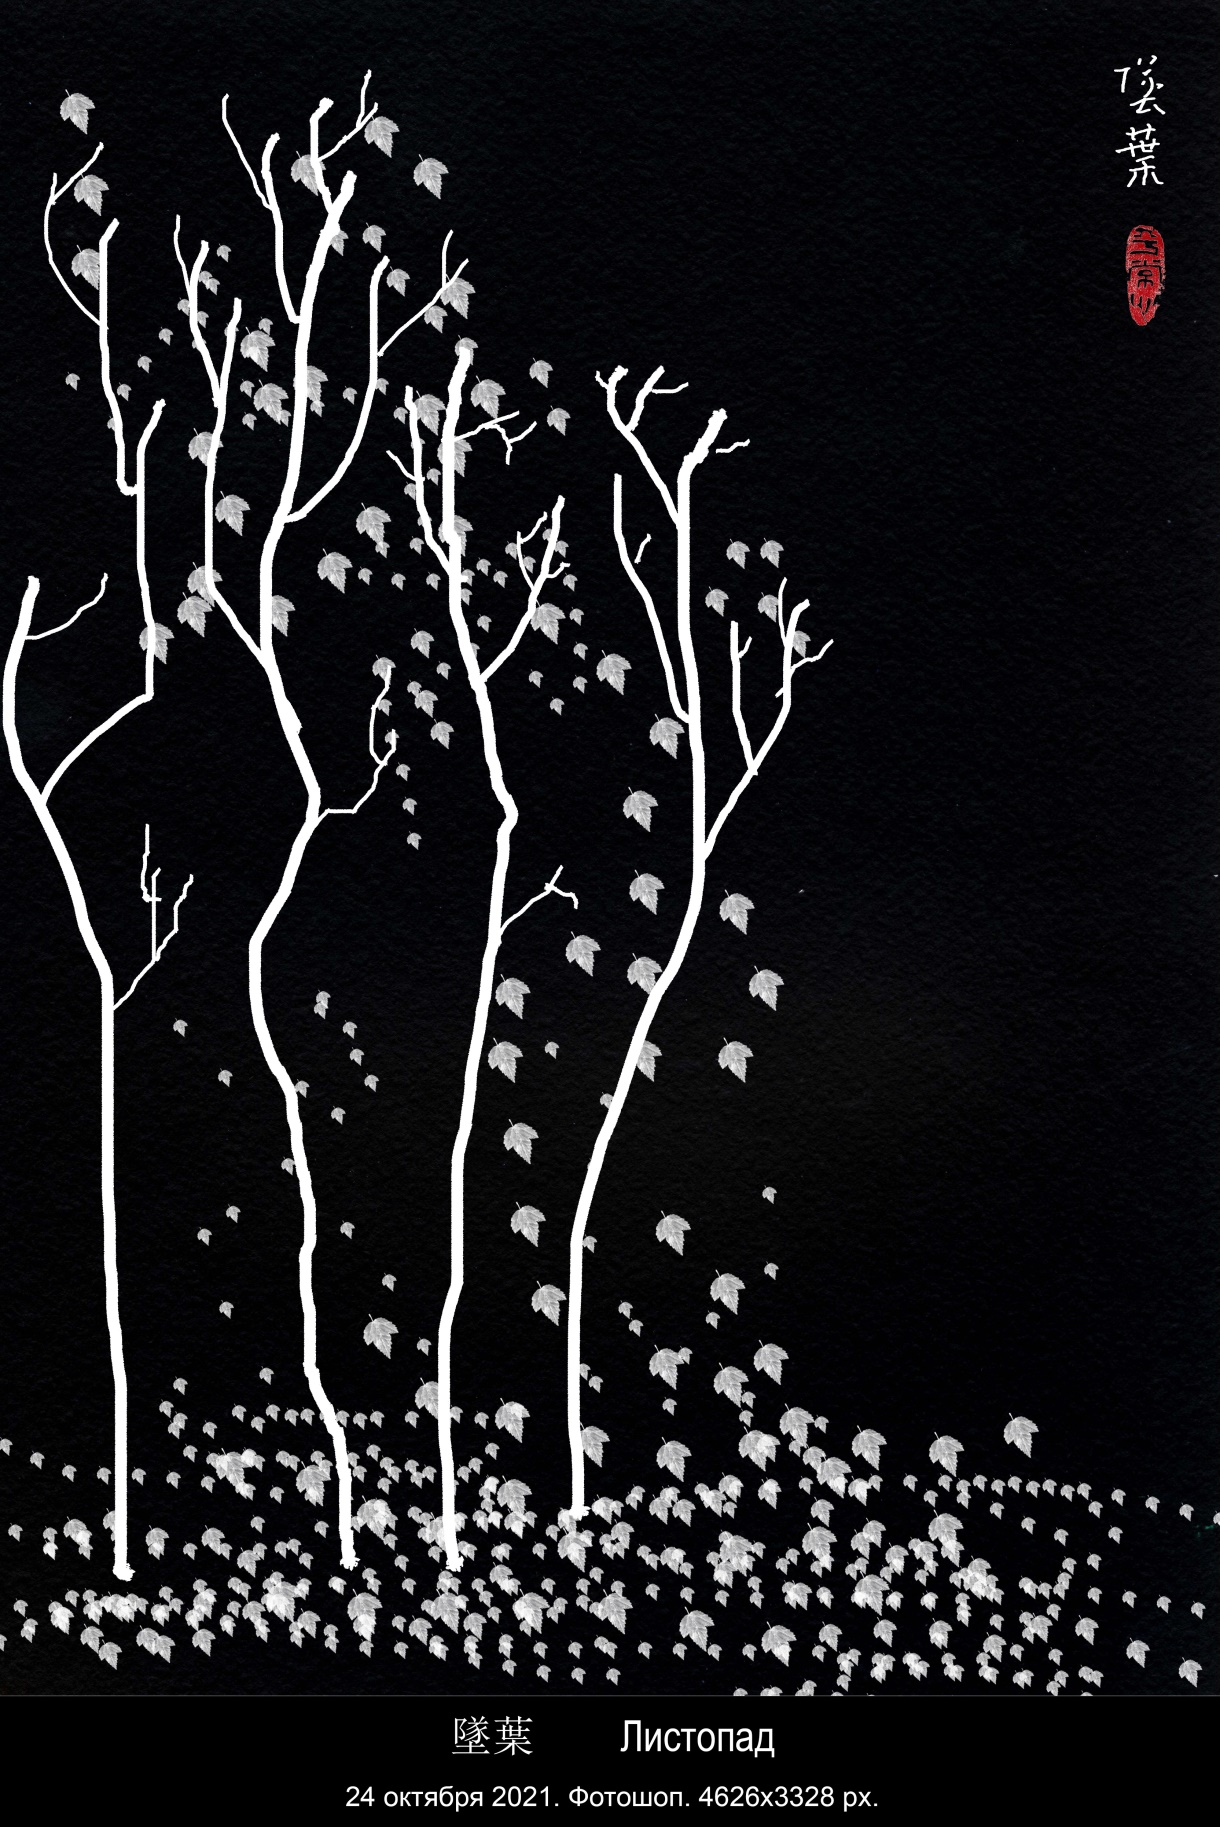 墜葉
墜葉 Листопад
24 октября 2021. Фотошоп. 4626x3328 px.